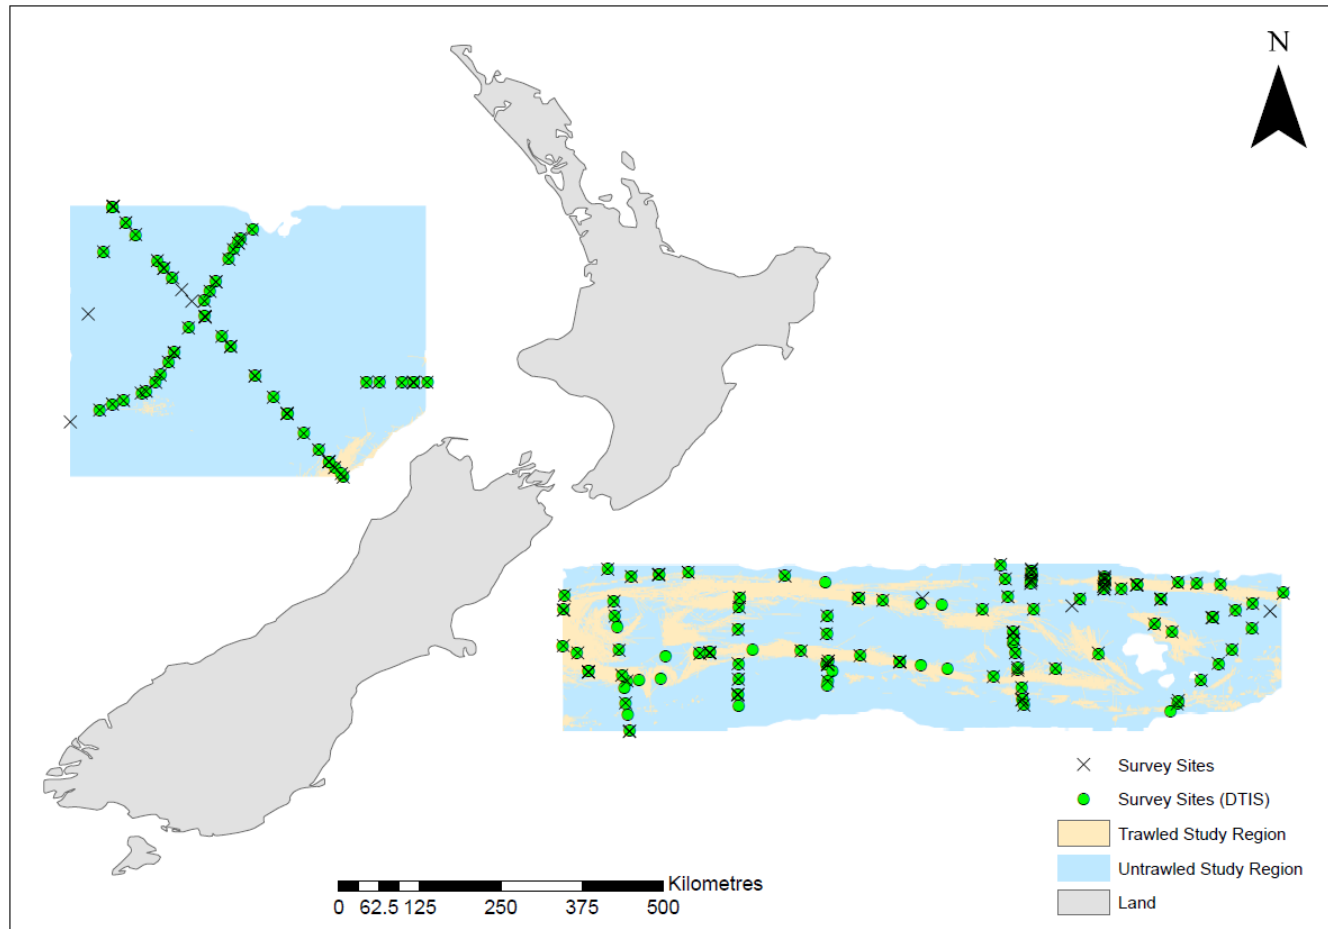 N
Survey Sites
Survey Sites (DTIS)
Trawled Study Region
Untrawled Study Region
Land
Kilometres
0 62.5 125 250 375 500